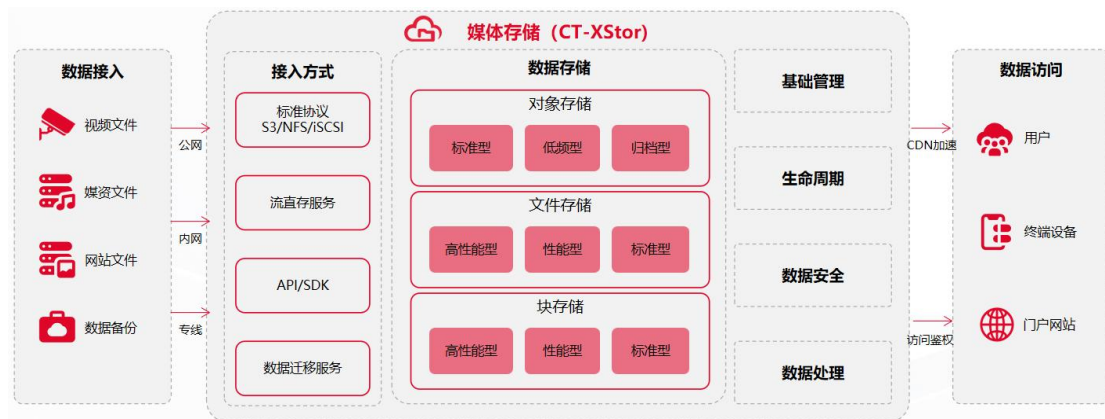 媒体存储（CT-XStor）
数据接入
视频文件
媒资文件
网站文件
数据备份
公网
内网
专线
接入方式
标准协议
S3/NFS/iSCSI
流直存服务
API/SDK
数据迁移服务
数据存储
对象存储
标准型
低频型
归档型
文件存储
高性能型
性能型
标准型
块存储
高性能型
性能型
标准型
基础管理
生命周期
数据安全
数据处理
CDN加速
访问鉴权
数据访问
用户
终端设备
门户网站